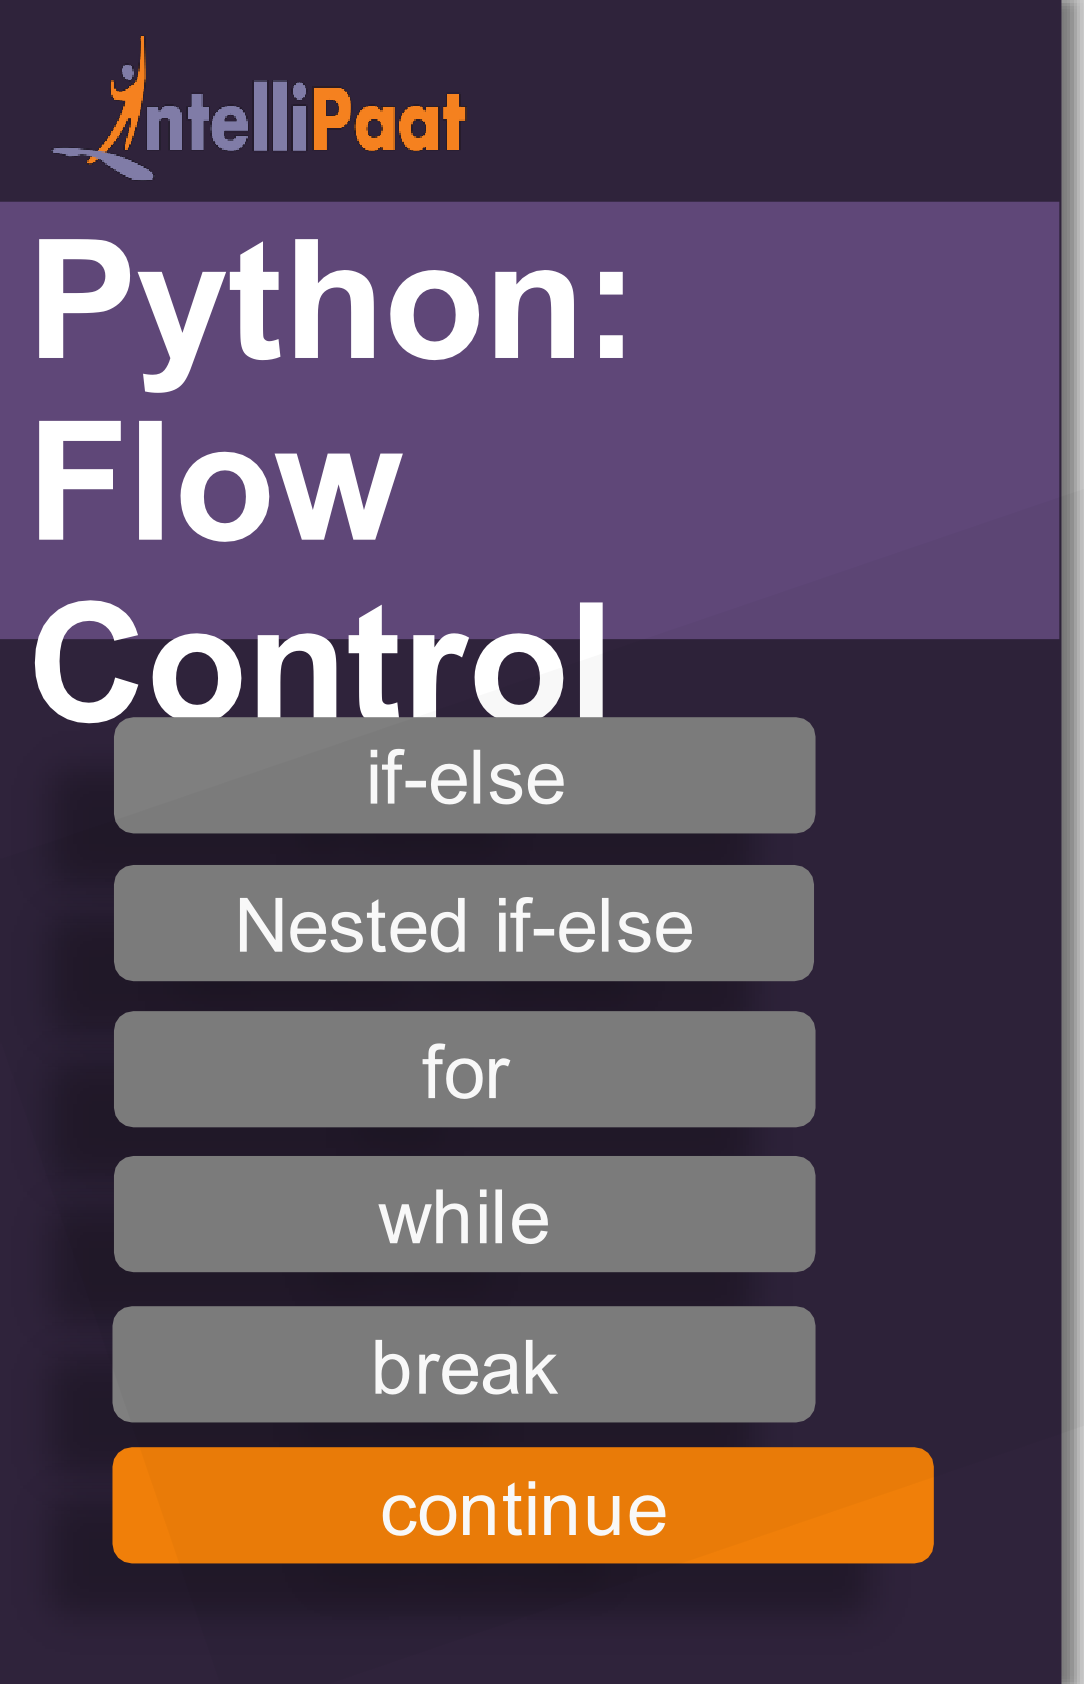 IntelliPaat
Python:
Flow
Control
if-else
Nested if-else
for
while
break
continue